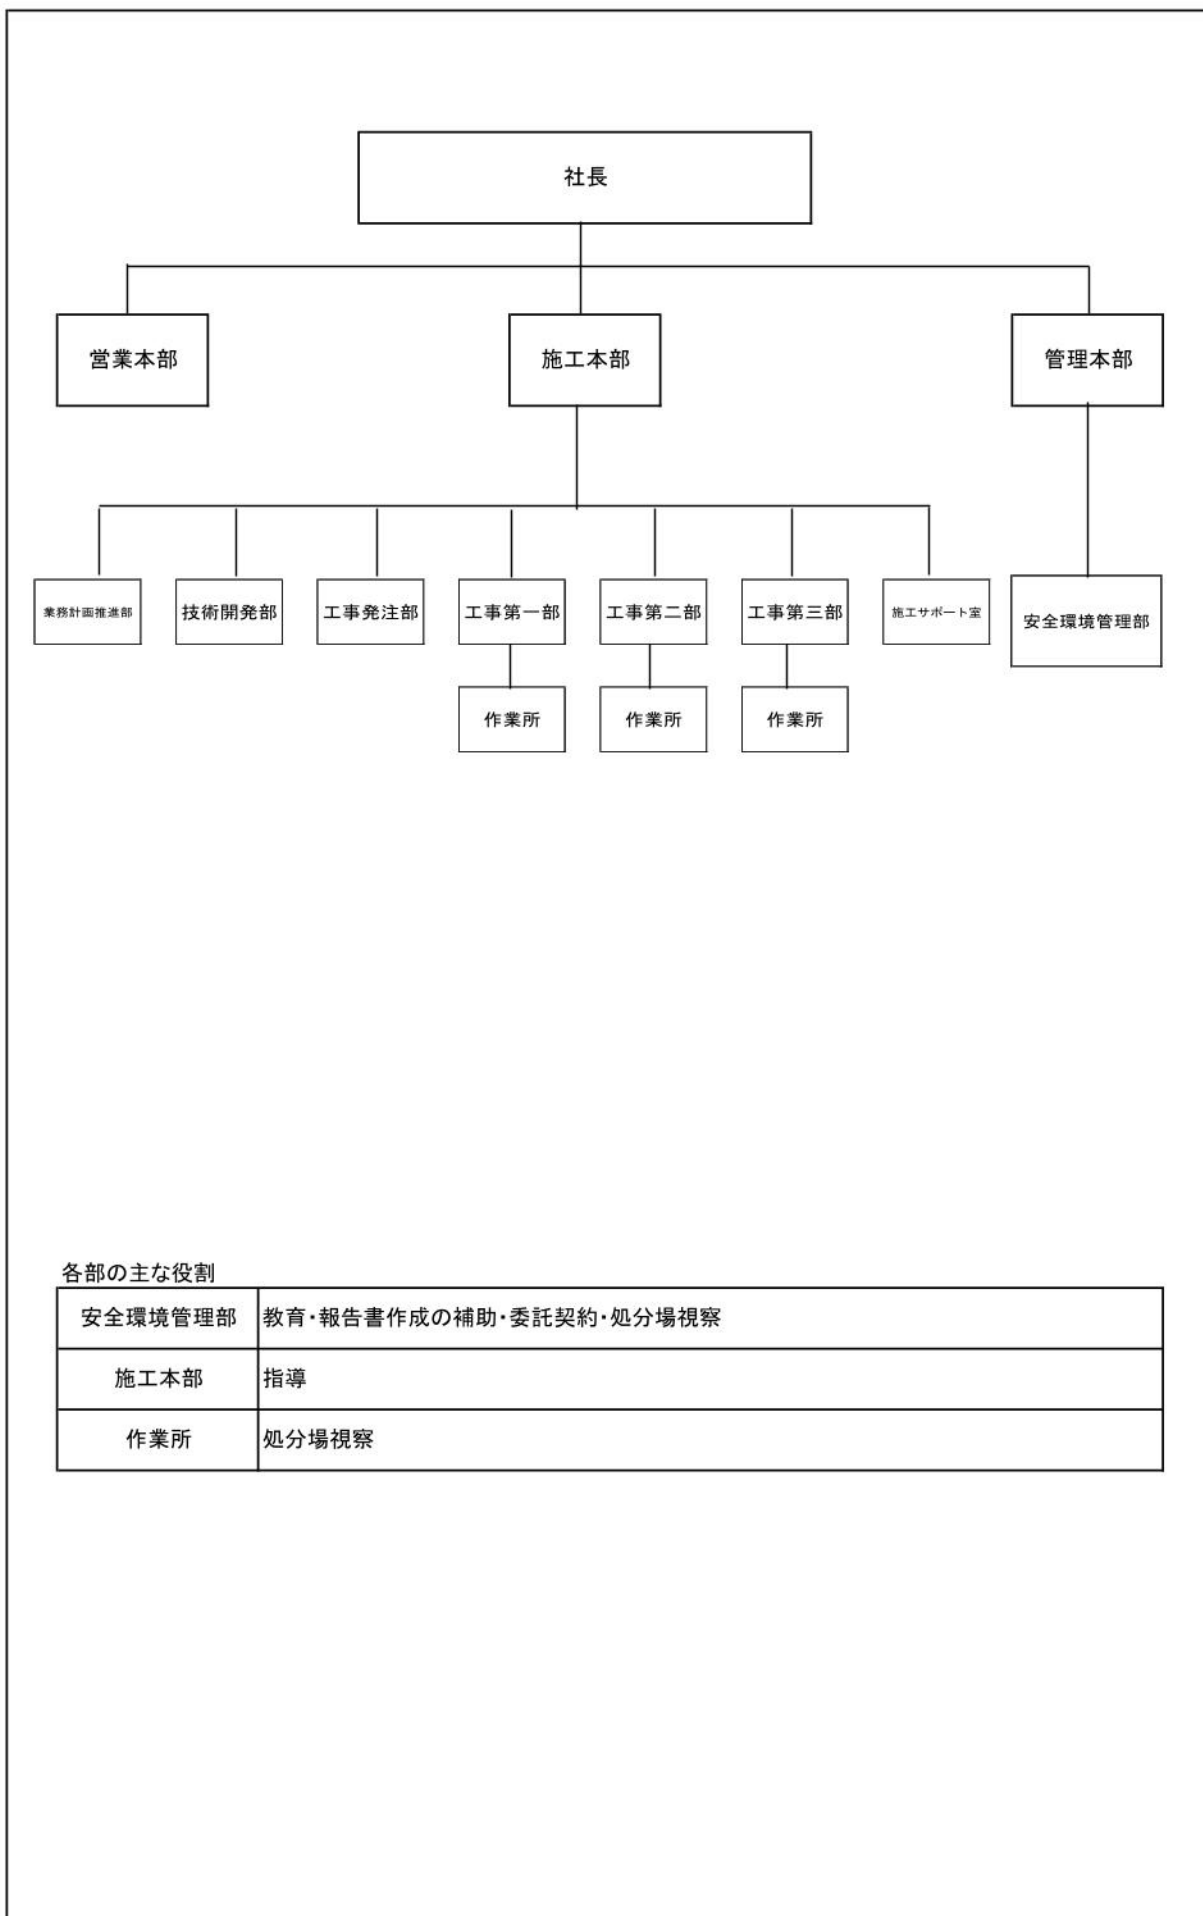 社長
営業本部
施工本部
管理本部
業務計画推進部
技術開発部
工事発注部
工事第一部
工事第二部
工事第三部
施工サポート室
安全環境管理部
作業所
作業所
作業所
各部の主な役割
安全環境管理部 教育・報告書作成の補助・委託契約・処分場視察
施工本部 指導
作業所 処分場視察